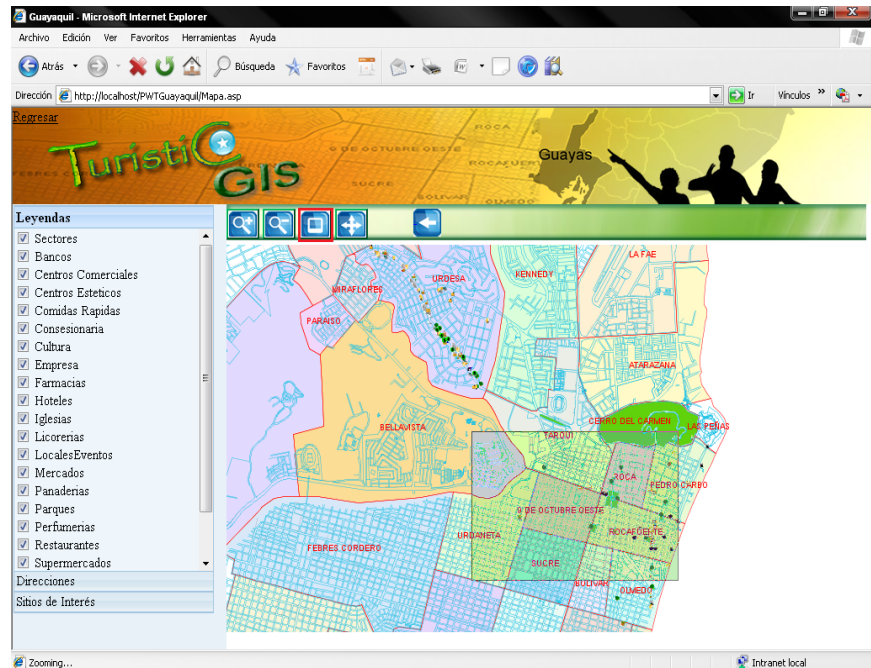 Guayaquil - Microsoft Internet Explorer
Archivo Edición Ver Favoritos Herramientas Ayuda
Atrás Búsqueda Favoritos
Dirección http://localhost/PWTGuayaquil/Mapa.asp Ir Vínculos »
Regresar
TuristiC
GIS
ROCA
9 DE OCTUBRE OESTE
ROCAFUERTE
SUCRE
BOLIVAR
OLMEDO
Guayas
Leyendas
Sectores
Bancos
Centros Comerciales
Centros Esteticos
Comidas Rapidas
Consesionaria
Cultura
Empresa
Farmacias
Hoteles
Iglesias
Licorerias
LocalesEventos
Mercados
Panaderias
Parques
Perfumerias
Restaurantes
Supermercados
Direcciones
Sitios de Interés
LA FAE
KENNEDY
URDESA
MIRAFLORES
PARAISO
ATARAZANA
CERRO DEL CARMEN
LAS PEÑAS
BELLAVISTA
TARQUI
ROCA
PEDRO CARBO
9 DE OCTUBRE OESTE
ROCAFUERTE
URDANETA
FEBRES CORDERO
SUCRE
BOLIVAR
OLMEDO
Zooming... Intranet local